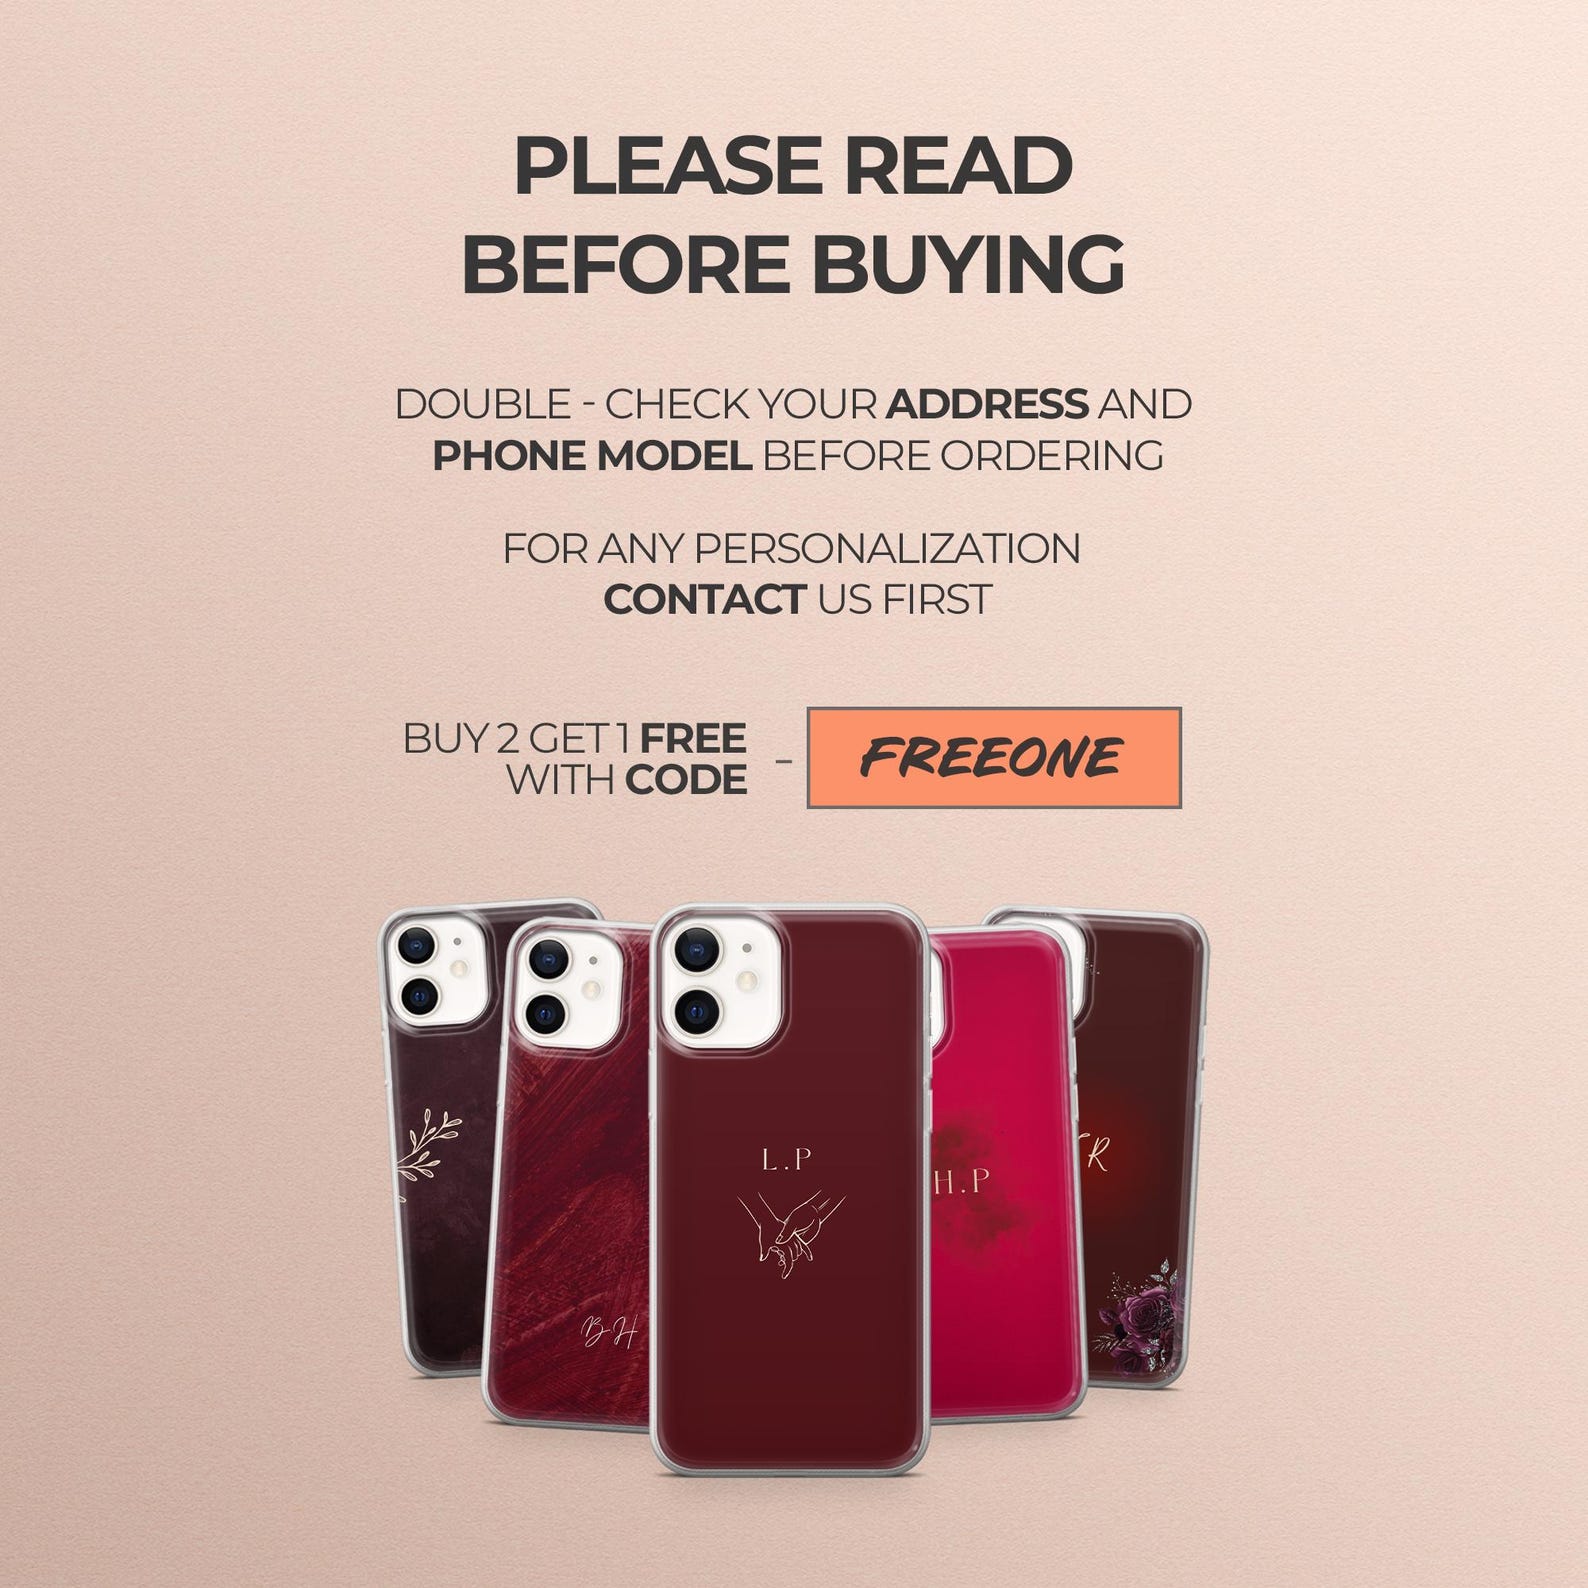 PLEASE READ
BEFORE BUYING
DOUBLE - CHECK YOUR ADDRESS AND
PHONE MODEL BEFORE ORDERING
FOR ANY PERSONALIZATION
CONTACT US FIRST
BUY 2 GET 1 FREE
WITH CODE
-
FREEONE
B.H
L.P
H.P
R